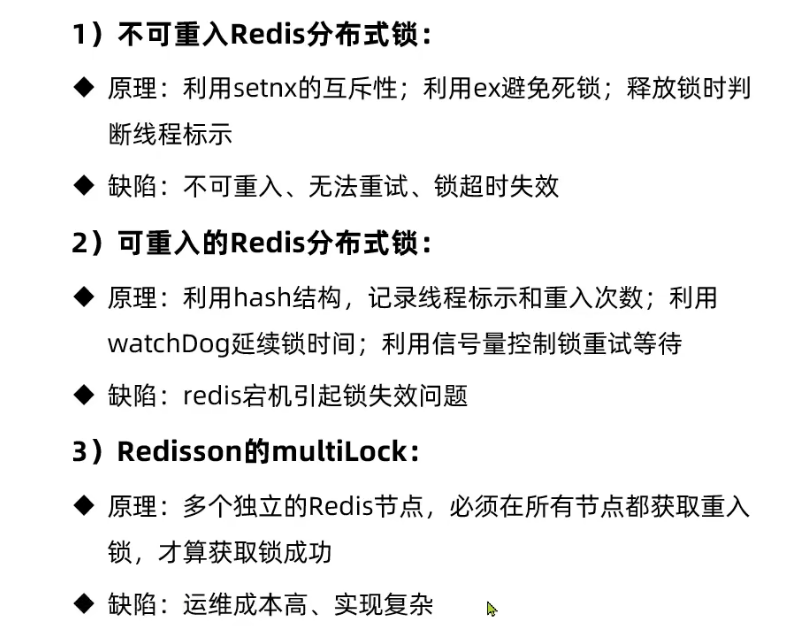 1）不可重入Redis分布式锁：
◆ 原理：利用setnx的互斥性；利用ex避免死锁；释放锁时判
断线程标示
◆ 缺陷：不可重入、无法重试、锁超时失效
2）可重入的Redis分布式锁：
◆ 原理：利用hash结构，记录线程标示和重入次数；利用
watchDog延续锁时间；利用信号量控制锁重试等待
◆ 缺陷：redis宕机引起锁失效问题
3）Redisson的multiLock：
◆ 原理：多个独立的Redis节点，必须在所有节点都获取重入
锁，才算获取锁成功
◆ 缺陷：运维成本高、实现复杂